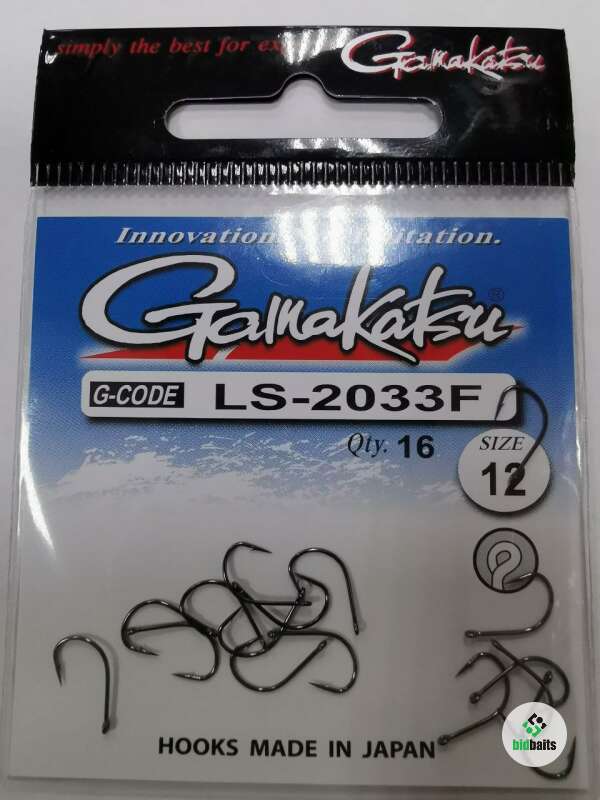 simply the best for
Gamakatsu
Innovation.
Gamakatsu®
G-CODE LS-2033F
Qty. 16
SIZE
12
HOOKS MADE IN JAPAN
bidbaits